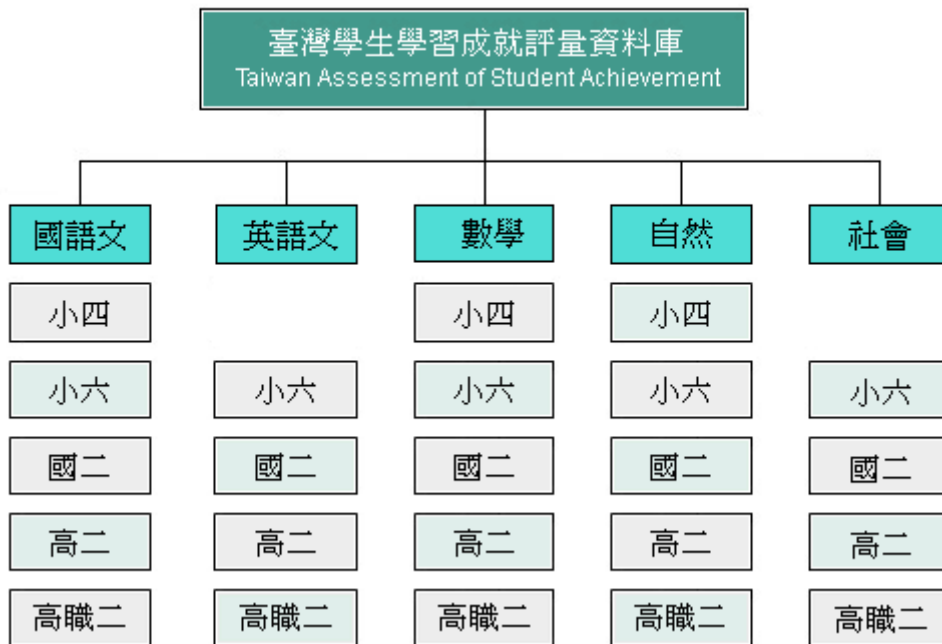 臺灣學生學習成就評量資料庫
Taiwan Assessment of Student Achievement
國語文 英語文 數學 自然 社會
小四 小四 小四
小六 小六 小六 小六 小六
國二 國二 國二 國二 國二
高二 高二 高二 高二 高二
高職二 高職二 高職二 高職二 高職二